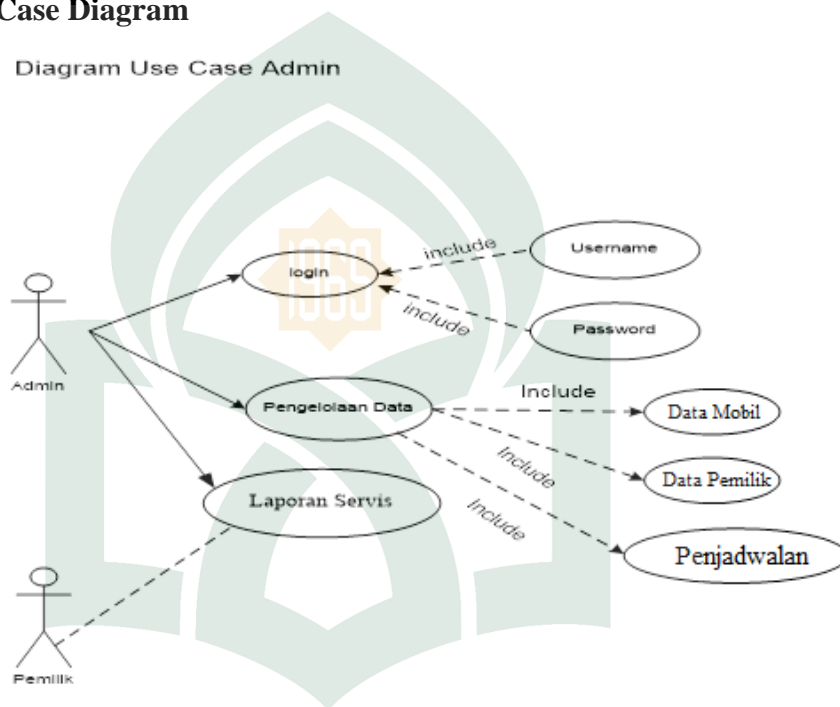 Case Diagram
Diagram Use Case Admin
include
Username
login
1965
include
Password
Admin
Pengelolaan Data
Include
Data Mobil
Include
Data Pemilik
Laporan Servis
Include
Penjadwalan
Pemilik